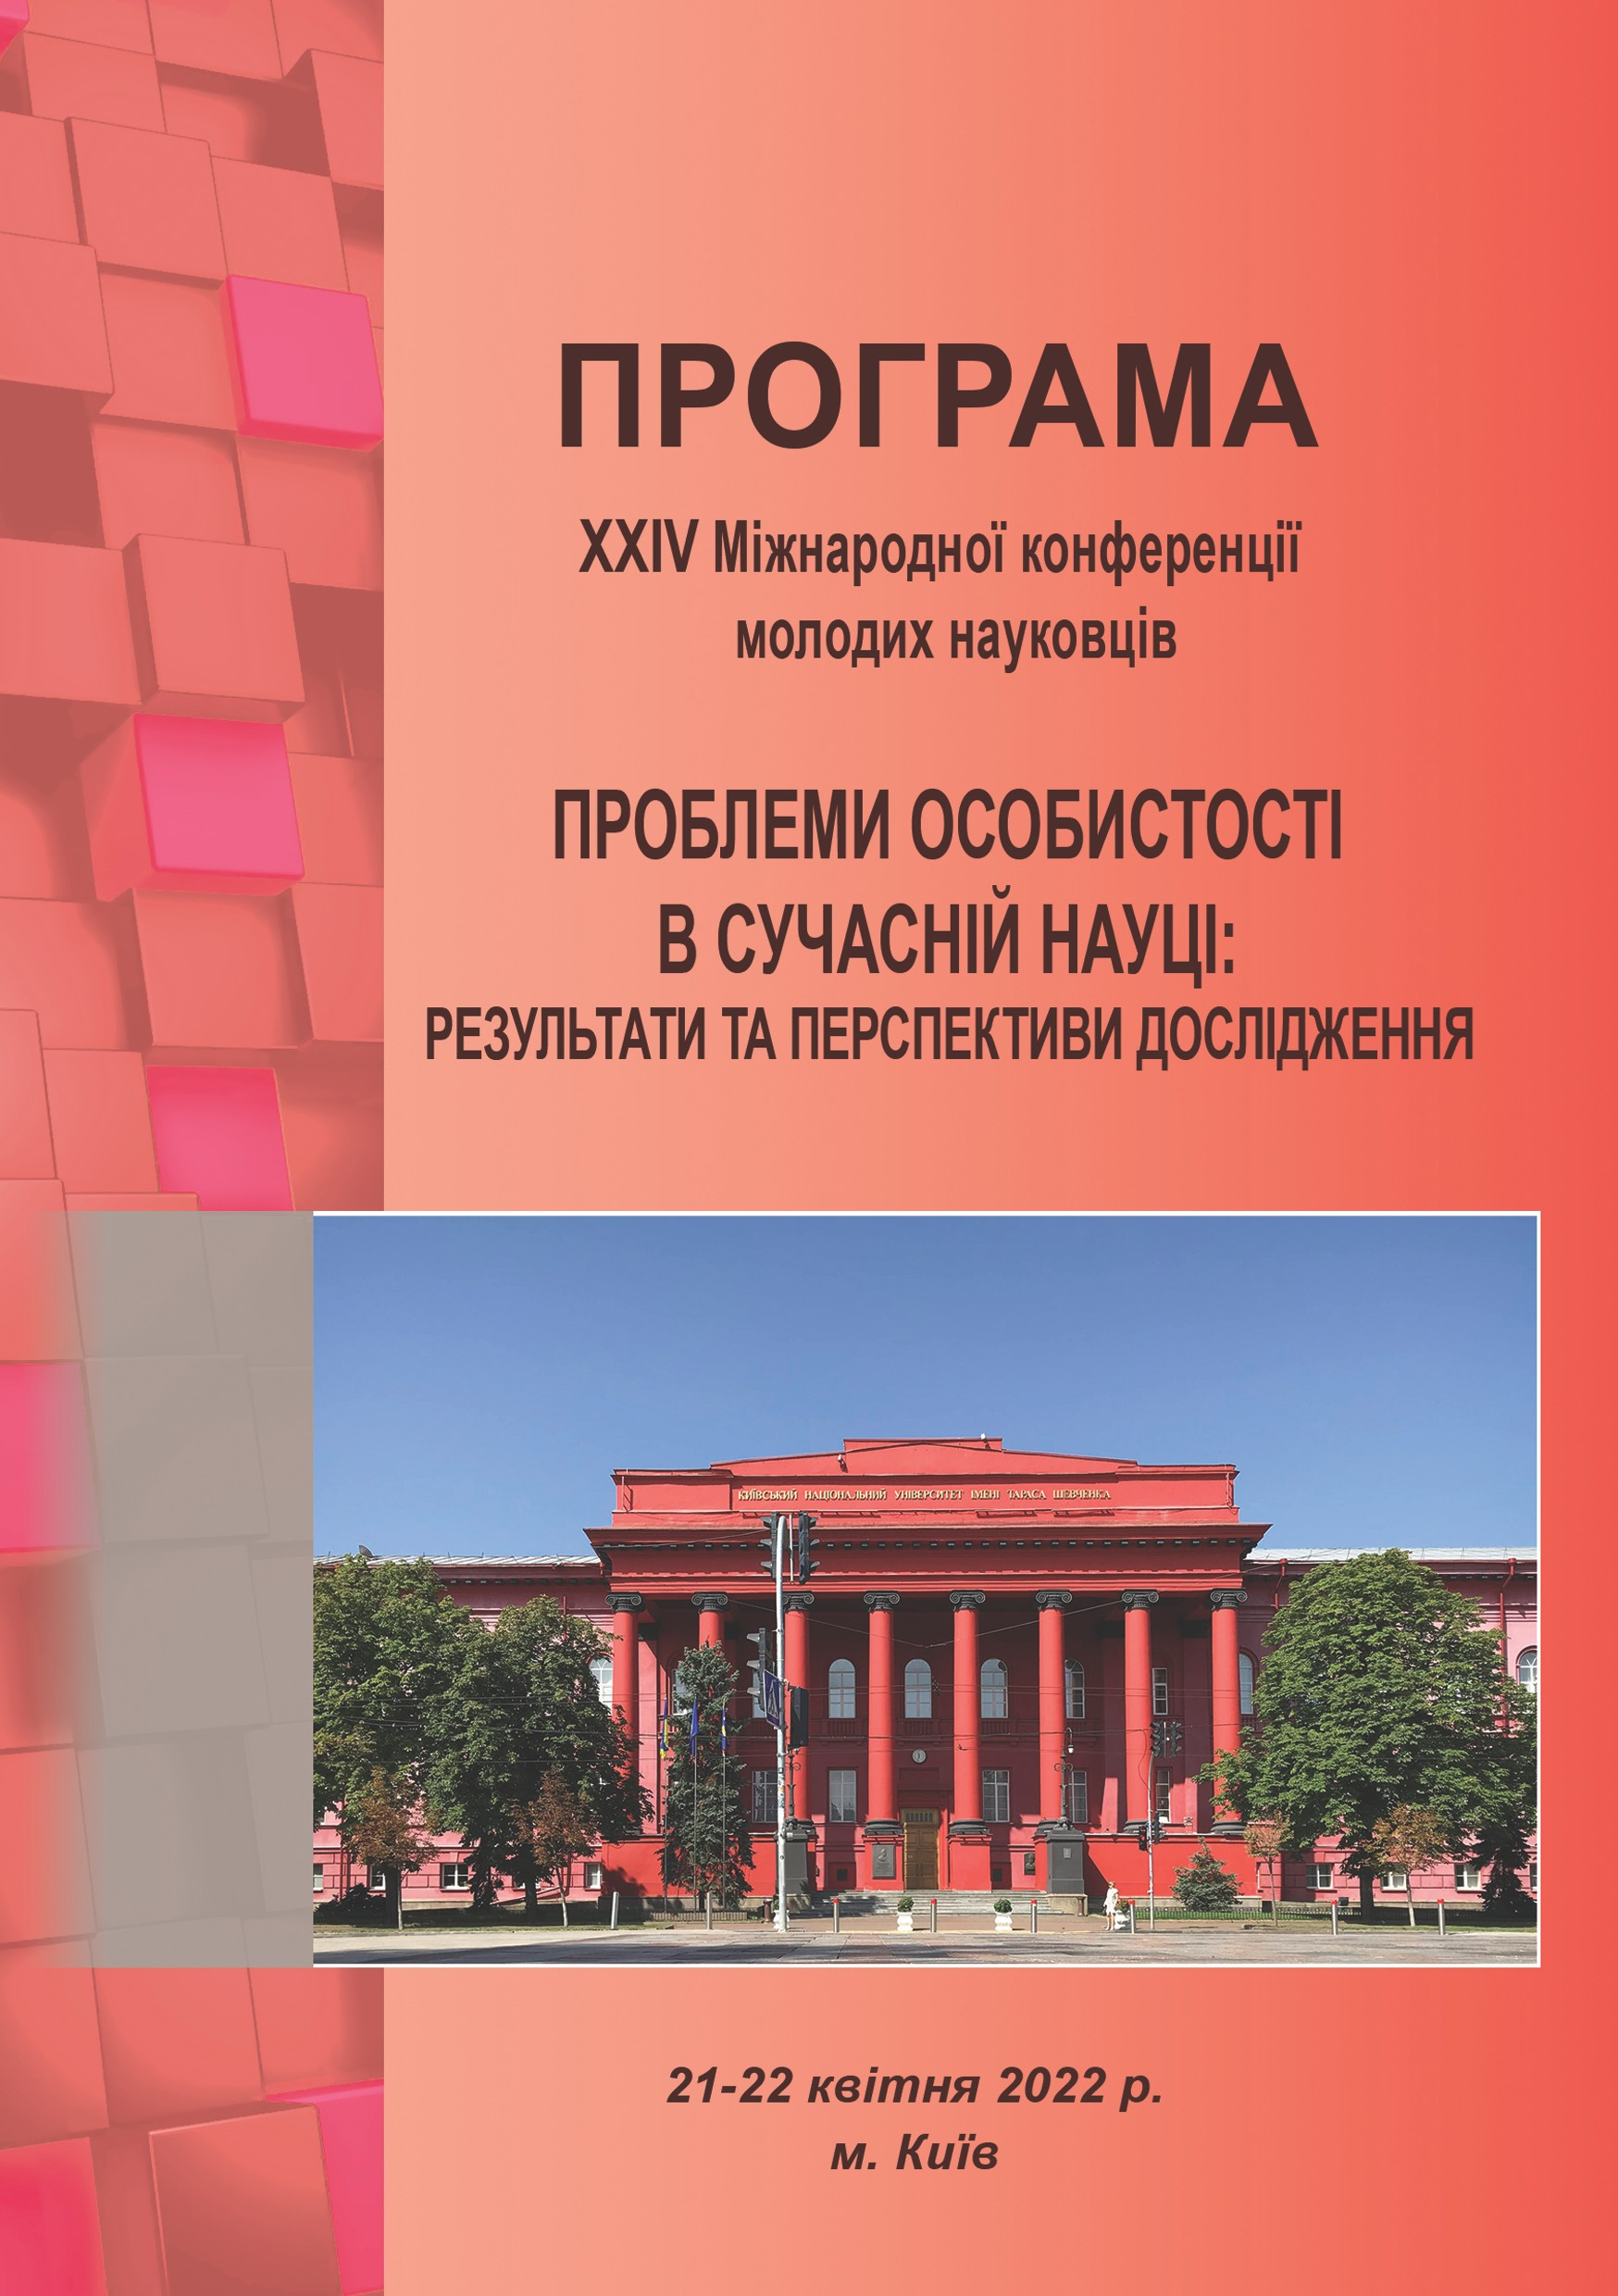 ПРОГРАМА
XXIV Міжнародної конференції
молодих науковців
ПРОБЛЕМИ ОСОБИСТОСТІ
В СУЧАСНІЙ НАУЦІ:
РЕЗУЛЬТАТИ ТА ПЕРСПЕКТИВИ ДОСЛІДЖЕННЯ
КИЇВСЬКИЙ НАЦІОНАЛЬНИЙ УНІВЕРСИТЕТ ІМЕНІ ТАРАСА ШЕВЧЕНКА
21-22 квітня 2022 р.
м. Київ